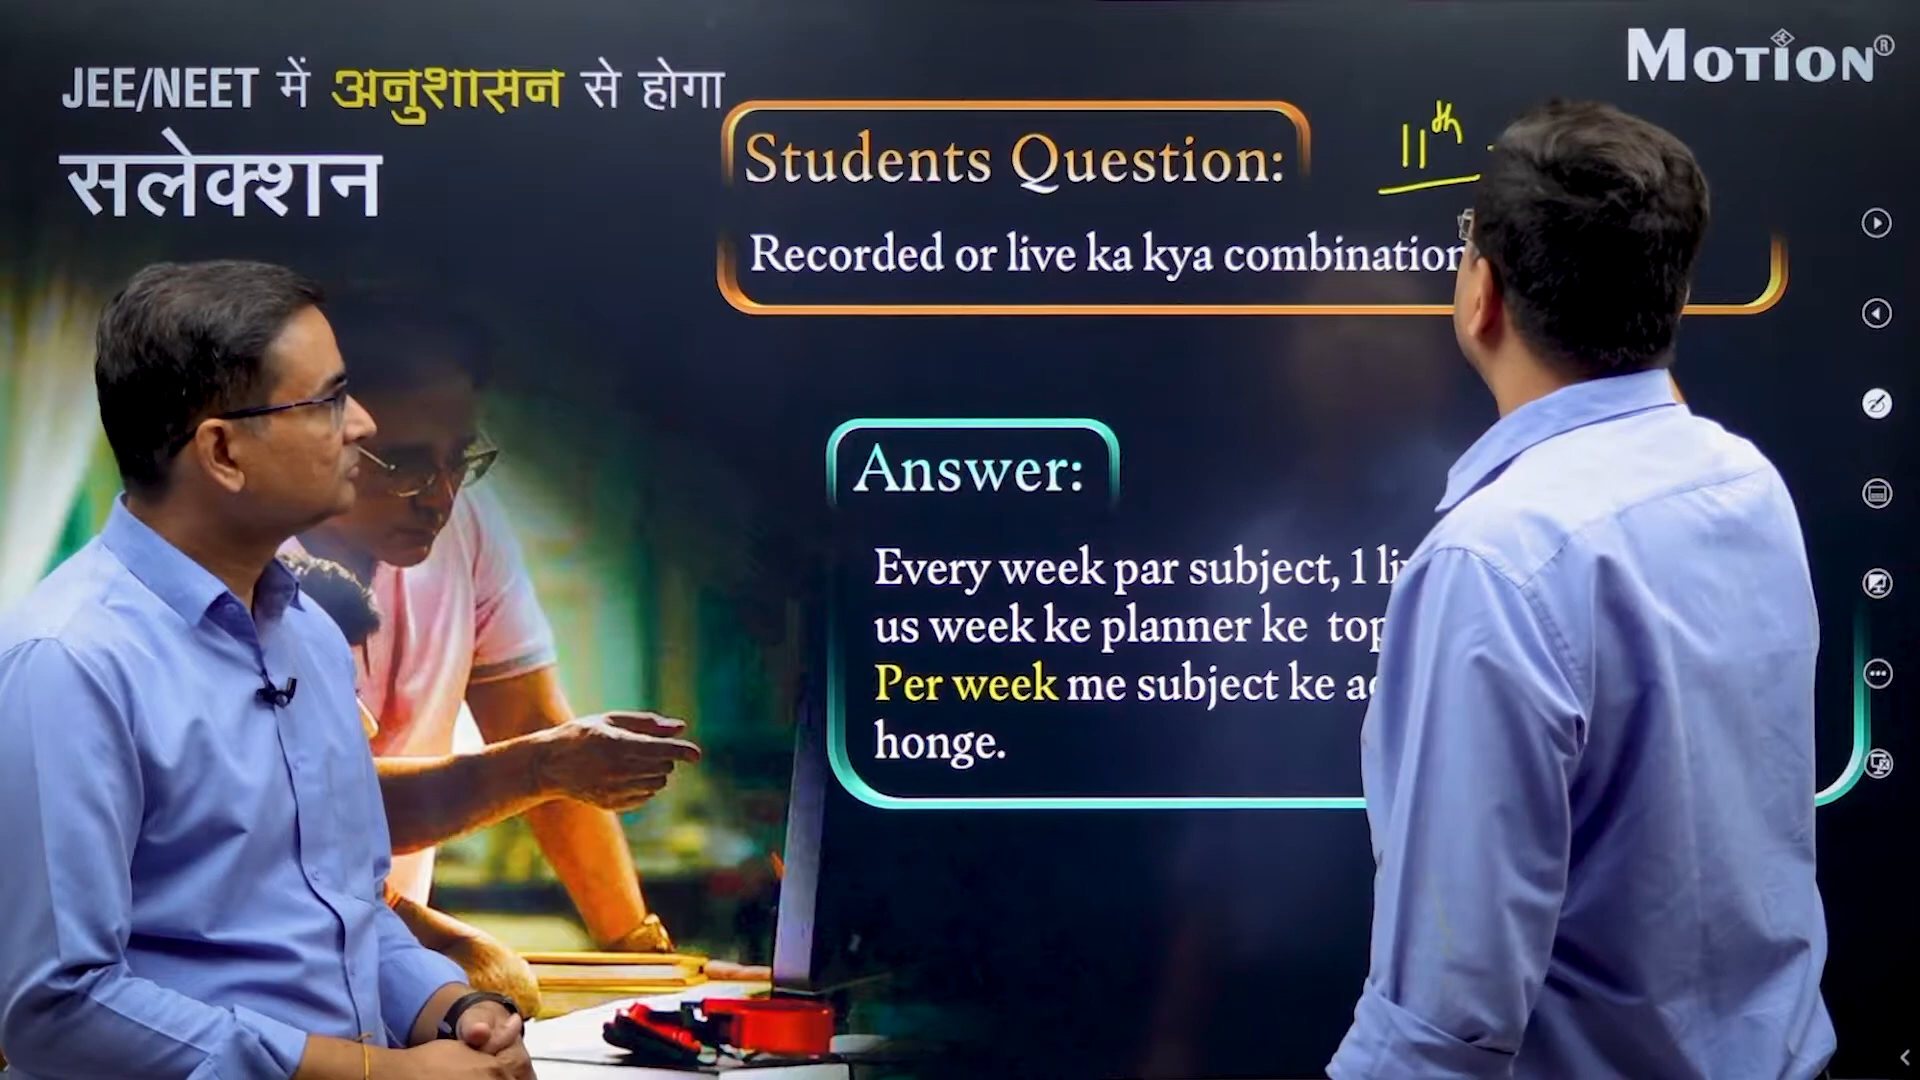 JEE/NEET में अनुशासन से होगा
सलेक्शन
MOTION®
Students Question:
11th
Recorded or live ka kya combination
Answer:
Every week par subject, 1
us week ke planner ke
Per week me subject ke
honge.